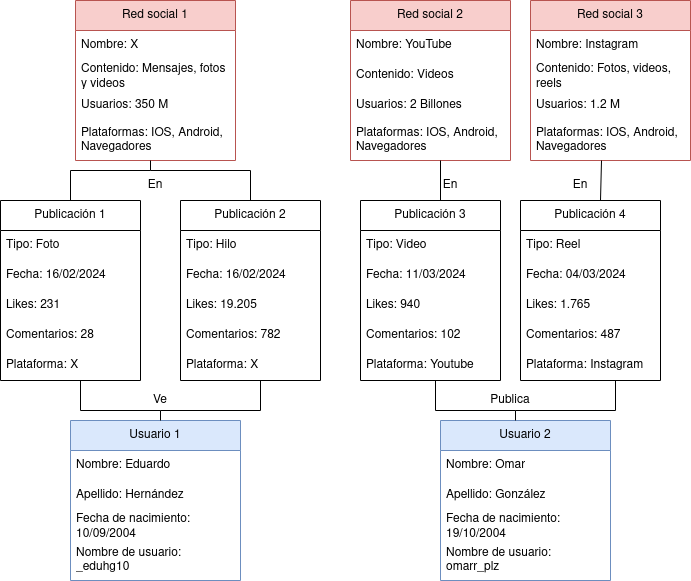 Red social 1
Nombre: X
Contenido: Mensajes, fotos
y videos
Usuarios: 350 M
Plataformas: IOS, Android,
Navegadores
Red social 2
Nombre: YouTube
Contenido: Videos
Usuarios: 2 Billones
Plataformas: IOS, Android,
Navegadores
Red social 3
Nombre: Instagram
Contenido: Fotos, videos,
reels
Usuarios: 1.2 M
Plataformas: IOS, Android,
Navegadores
En
En
En
Publicación 1
Tipo: Foto
Fecha: 16/02/2024
Likes: 231
Comentarios: 28
Plataforma: X
Publicación 2
Tipo: Hilo
Fecha: 16/02/2024
Likes: 19.205
Comentarios: 782
Plataforma: X
Publicación 3
Tipo: Video
Fecha: 11/03/2024
Likes: 940
Comentarios: 102
Plataforma: Youtube
Publicación 4
Tipo: Reel
Fecha: 04/03/2024
Likes: 1.765
Comentarios: 487
Plataforma: Instagram
Ve
Publica
Usuario 1
Nombre: Eduardo
Apellido: Hernández
Fecha de nacimiento:
10/09/2004
Nombre de usuario:
_eduhg10
Usuario 2
Nombre: Omar
Apellido: González
Fecha de nacimiento:
19/10/2004
Nombre de usuario:
omarr_plz